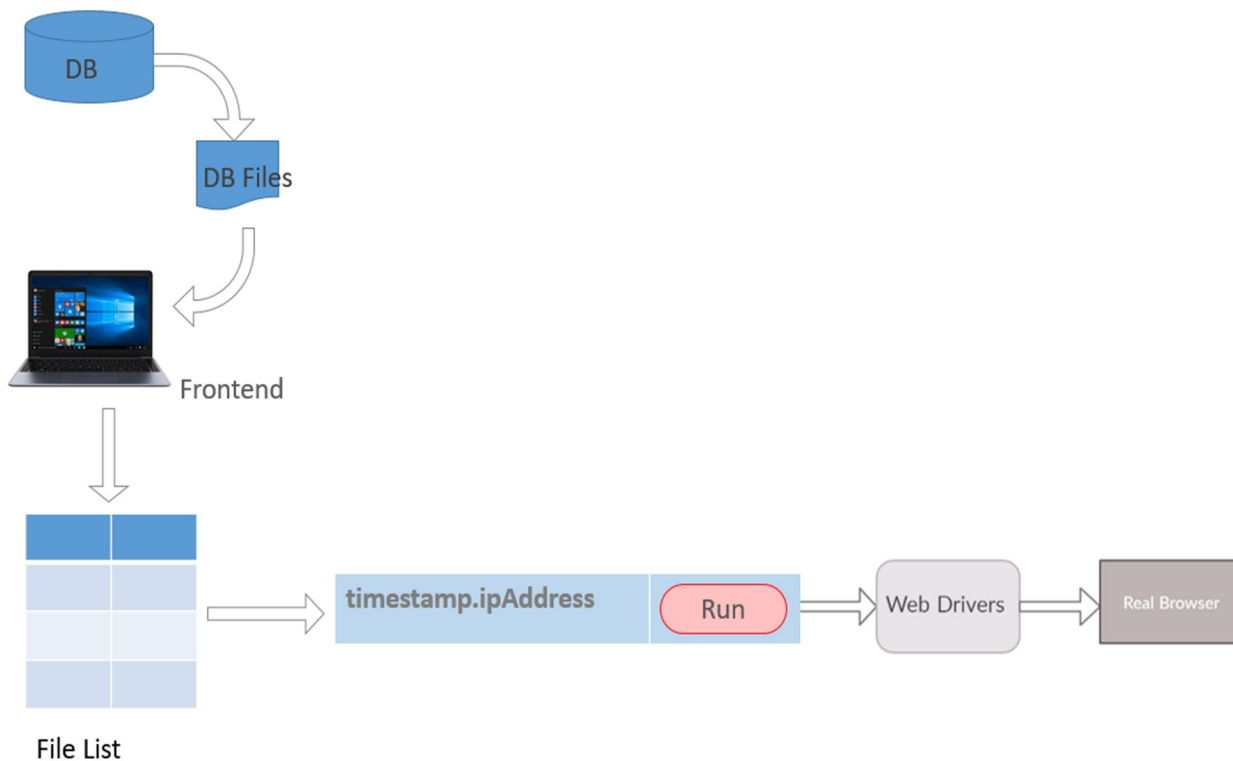 DB
DB Files
Frontend
timestamp.ipAddress
Run
Web Drivers
Real Browser
File List